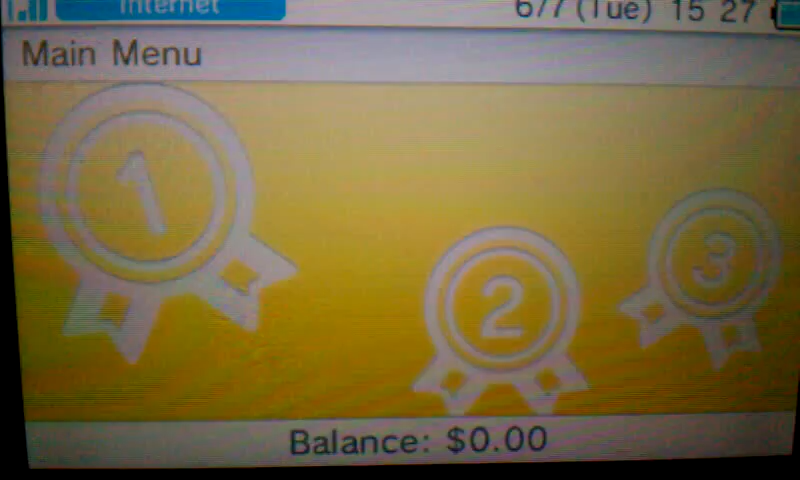 Internet
6/7 (Tue) 15 27
Main Menu
1
2
3
Balance: $0.00